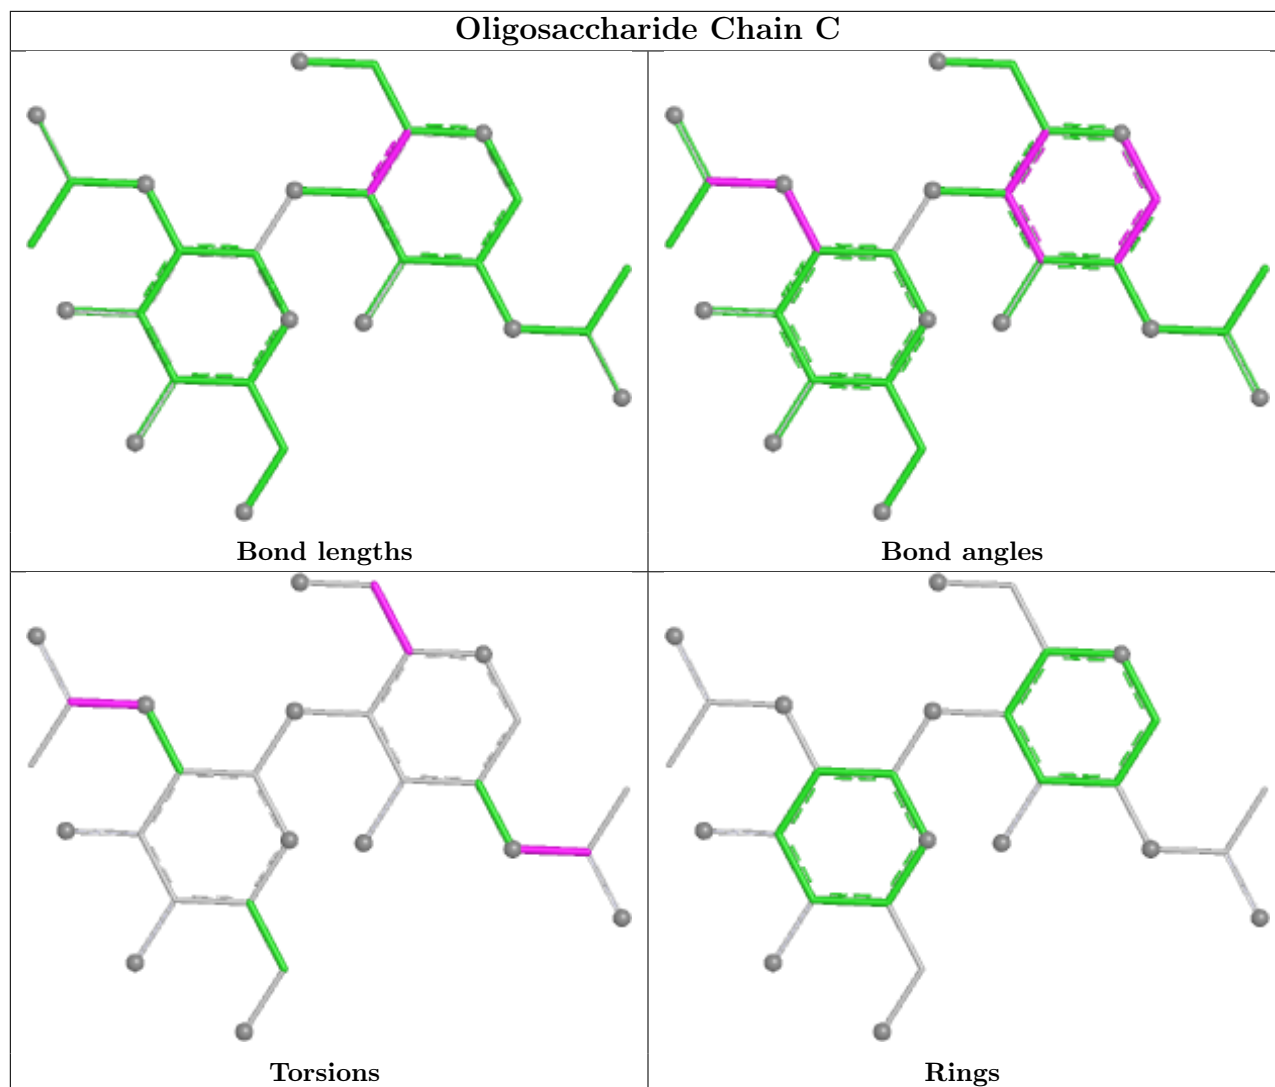 Oligosaccharide Chain C
Bond lengths
Bond angles
Torsions
Rings